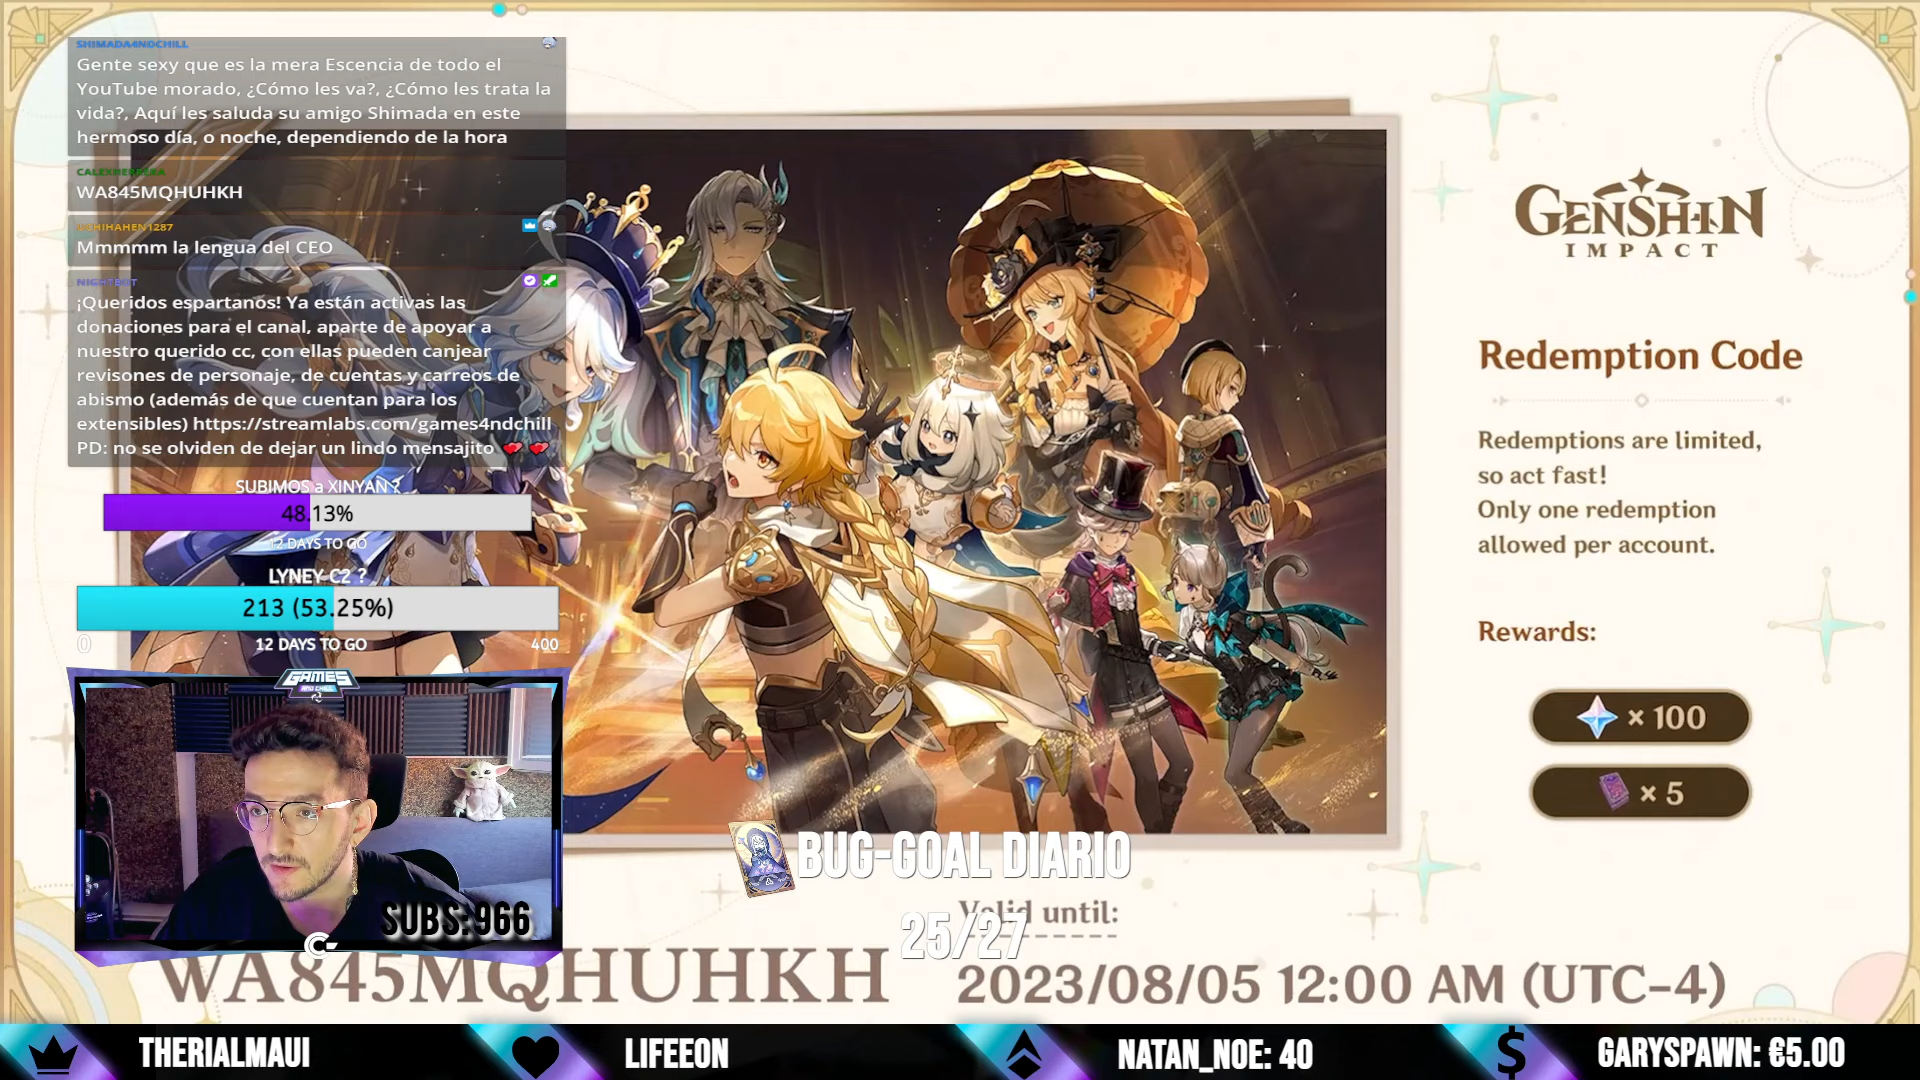 SHIMADA4NDCHILL
Gente sexy que es la mera Escencia de todo el
YouTube morado, ¿Cómo les va?, ¿Cómo les trata la
vida?, Aquí les saluda su amigo Shimada en este
hermoso día, o noche, dependiendo de la hora
CALEXHERRERA
WA845MQHUHKH
Mmmmm la lengua del CEO
NIGHTBOT
¡Queridos espartanos! Ya están activas las
donaciones para el canal, aparte de apoyar a
nuestro querido cc, con ellas pueden canjear
revisones de personaje, de cuentas y carreos de
abismo (además de que cuentan para los
extensibles) https://streamlabs.com/games4ndchill
PD: no se olviden de dejar un lindo mensajito
SUBIMOS a XINYAN ?
48.13%
12 DAYS TO GO
LYNEY C2 ?
213 (53.25%)
0 12 DAYS TO GO 400
GAMES
SUBS: 966
GENSHIN
IMPACT
Redemption Code
Redemptions are limited,
so act fast!
Only one redemption
allowed per account.
Rewards:
× 100
× 5
BUG-GOAL DIARIO
25/27
Valid until:
WA845MQHUHKH
2023/08/05 12:00 AM (UTC-4)
THERIALMAUI
LIFEEON
NATAN_NOE: 40
GARYSPAWN: €5.00